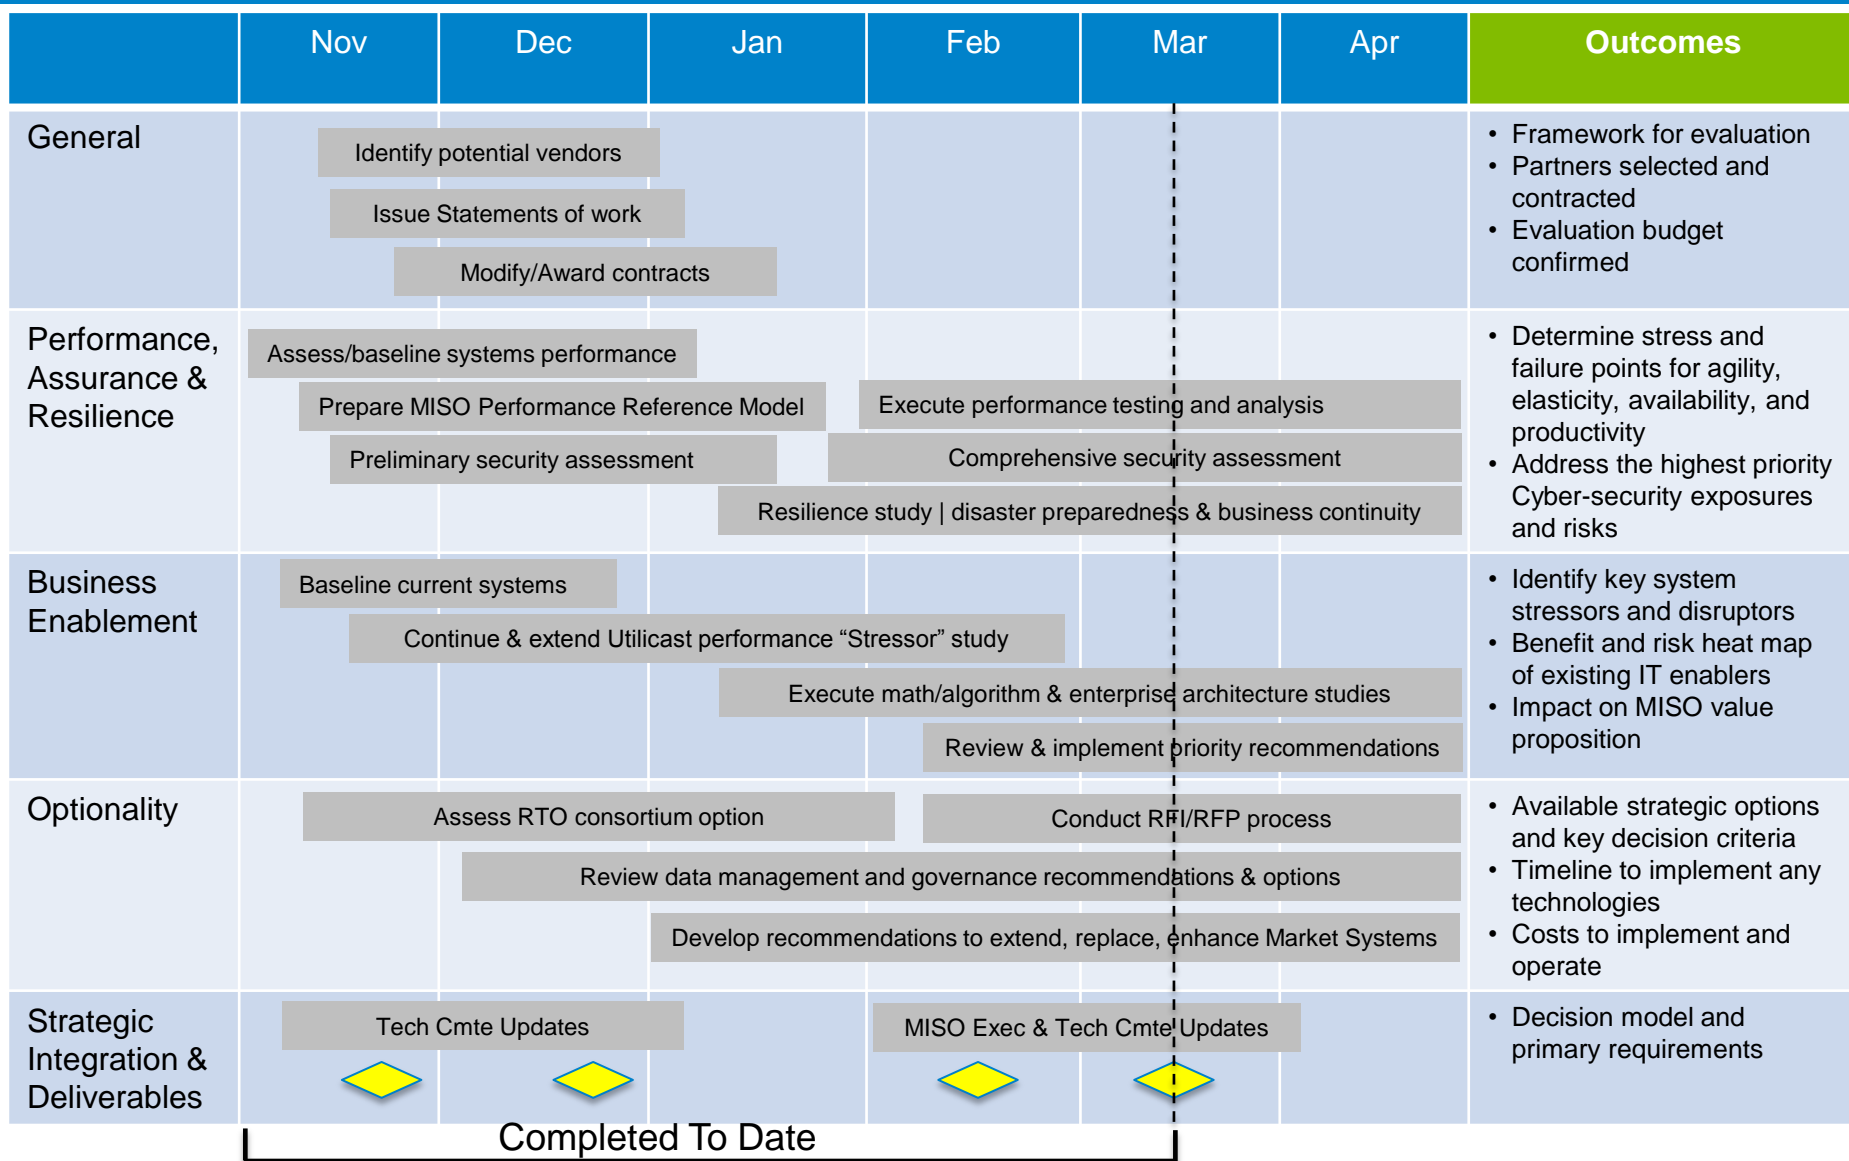 Nov Dec Jan Feb Mar Apr Outcomes
General
Identify potential vendors
Issue Statements of work
Modify/Award contracts
• Framework for evaluation
• Partners selected and
contracted
• Evaluation budget
confirmed
Performance,
Assurance &
Resilience
Assess/baseline systems performance
Prepare MISO Performance Reference Model
Execute performance testing and analysis
Preliminary security assessment
Comprehensive security assessment
Resilience study | disaster preparedness & business continuity
• Determine stress and
failure points for agility,
elasticity, availability, and
productivity
• Address the highest priority
Cyber-security exposures
and risks
Business
Enablement
Baseline current systems
Continue & extend Utilicast performance “Stressor” study
Execute math/algorithm & enterprise architecture studies
Review & implement priority recommendations
• Identify key system
stressors and disruptors
• Benefit and risk heat map
of existing IT enablers
• Impact on MISO value
proposition
Optionality
Assess RTO consortium option
Conduct RFI/RFP process
Review data management and governance recommendations & options
Develop recommendations to extend, replace, enhance Market Systems
• Available strategic options
and key decision criteria
• Timeline to implement any
technologies
• Costs to implement and
operate
Strategic
Integration &
Deliverables
Tech Cmte Updates
MISO Exec & Tech Cmte Updates
• Decision model and
primary requirements
Completed To Date